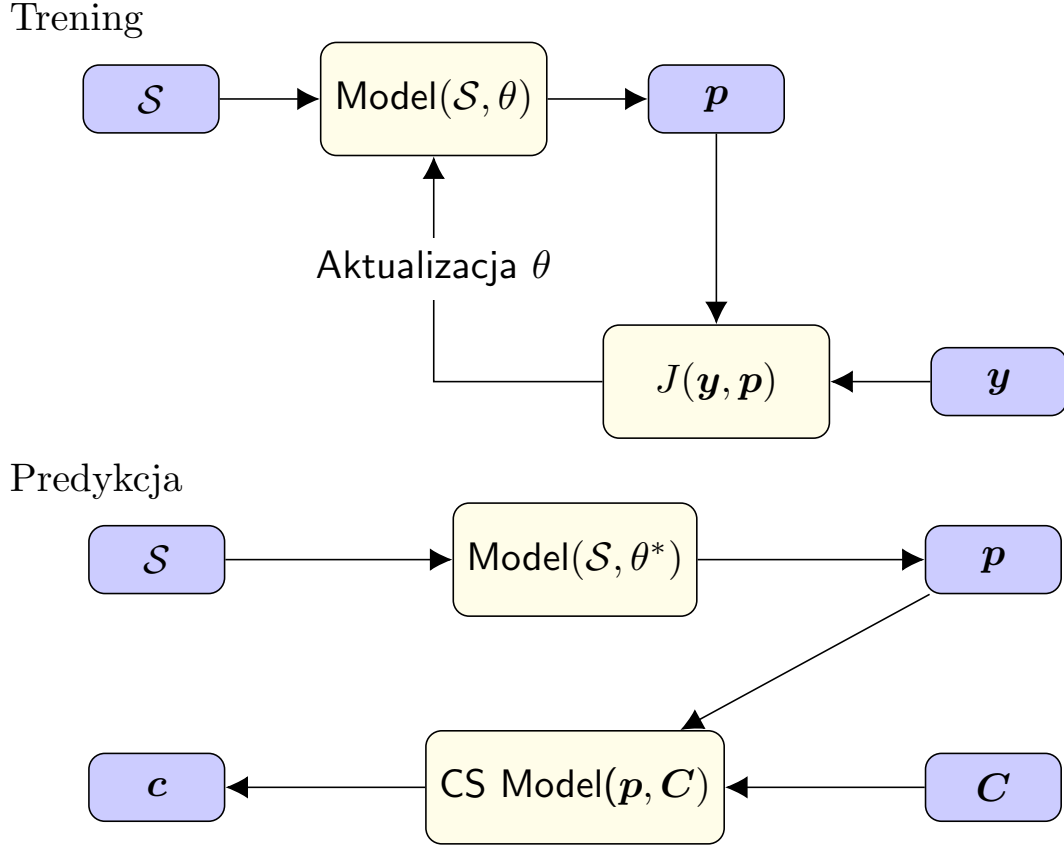 Trening
𝒮 Model(𝒮, θ) 𝒑
Aktualizacja θ
J(𝒚, 𝒑) 𝒚
Predykcja
𝒮 Model(𝒮, θ*) 𝒑
𝒄 CS Model(𝒑, 𝑪) 𝑪